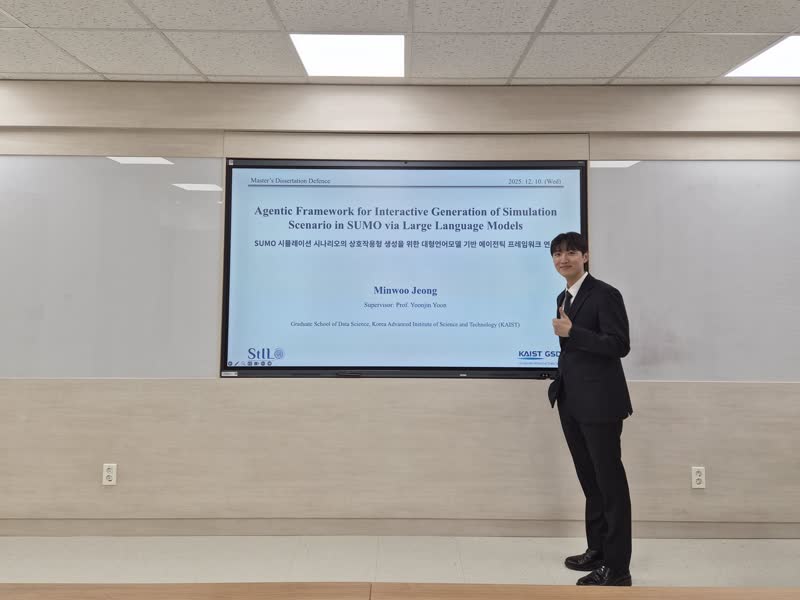 Master's Dissertation Defence
2025. 12. 10. (Wed)
Agentic Framework for Interactive Generation of Simulation
Scenario in SUMO via Large Language Models
SUMO 시뮬레이션 시나리오의 상호작용형 생성을 위한 대형언어모델 기반 에이전틱 프레임워크
Minwoo Jeong
Supervisor: Prof. Yoonjin Yoon
Graduate School of Data Science, Korea Advanced Institute of Science and Technology (KAIST)
KAIST